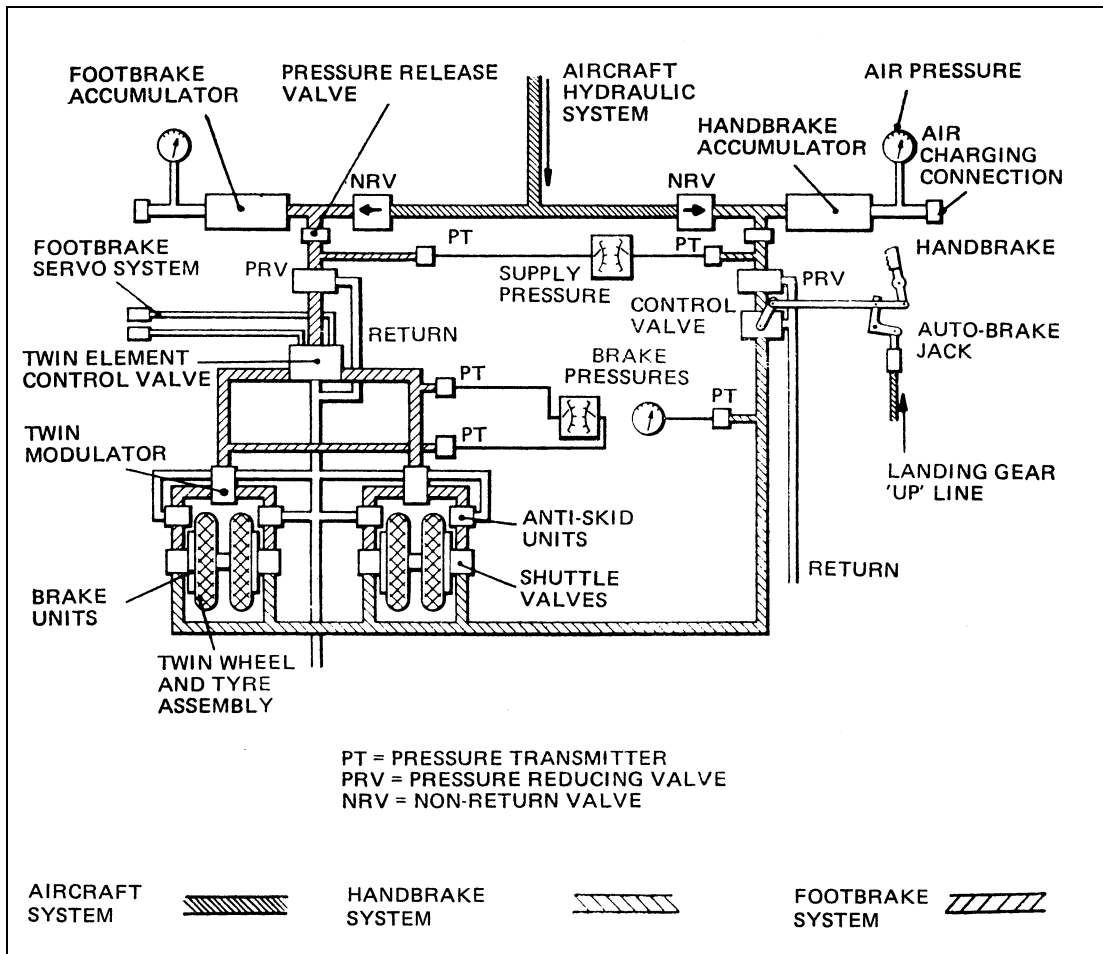 FOOTBRAKE
ACCUMULATOR
PRESSURE RELEASE
VALVE
AIRCRAFT
HYDRAULIC
SYSTEM
AIR PRESSURE
HANDBRAKE
ACCUMULATOR
AIR
CHARGING
CONNECTION
NRV
NRV
FOOTBRAKE
SERVO SYSTEM
PT
PT
HANDBRAKE
PRV
SUPPLY
PRESSURE
PRV
CONTROL
VALVE
RETURN
AUTO-BRAKE
JACK
TWIN ELEMENT
CONTROL VALVE
BRAKE
PRESSURES
PT
PT
TWIN
MODULATOR
PT
LANDING GEAR
'UP' LINE
ANTI-SKID
UNITS
RETURN
SHUTTLE
VALVES
BRAKE
UNITS
TWIN WHEEL
AND TYRE
ASSEMBLY
PT = PRESSURE TRANSMITTER
PRV = PRESSURE REDUCING VALVE
NRV = NON-RETURN VALVE
AIRCRAFT
SYSTEM
HANDBRAKE
SYSTEM
FOOTBRAKE
SYSTEM